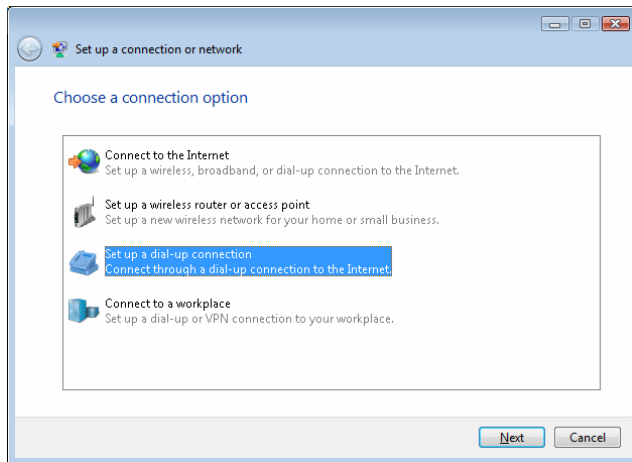 Set up a connection or network
Choose a connection option
Connect to the Internet
Set up a wireless, broadband, or dial-up connection to the Internet.
Set up a wireless router or access point
Set up a new wireless network for your home or small business.
Set up a dial-up connection
Connect through a dial-up connection to the Internet.
Connect to a workplace
Set up a dial-up or VPN connection to your workplace.
Next Cancel